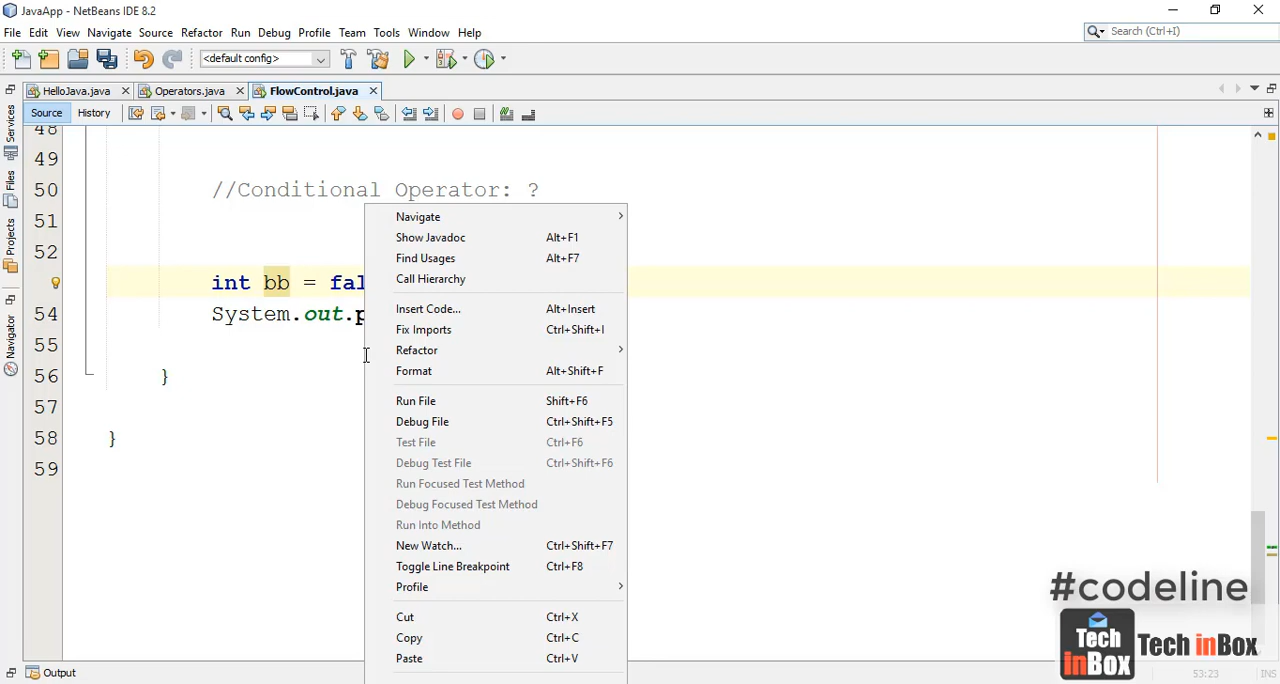 JavaApp - NetBeans IDE 8.2
File Edit View Navigate Source Refactor Run Debug Profile Team Tools Window Help
Search (Ctrl+I)
<default config>
HelloJava.java Operators.java FlowControl.java
Source History
Services
Files
Projects
Navigator
48
49
50 //Conditional Operator: ?
51
52
int bb = fal
54 System.out.p
55
56 }
57
58 }
59
Navigate
Show Javadoc Alt+F1
Find Usages Alt+F7
Call Hierarchy
Insert Code... Alt+Insert
Fix Imports Ctrl+Shift+I
Refactor
Format Alt+Shift+F
Run File Shift+F6
Debug File Ctrl+Shift+F5
Test File Ctrl+F6
Debug Test File Ctrl+Shift+F6
Run Focused Test Method
Debug Focused Test Method
Run Into Method
New Watch... Ctrl+Shift+F7
Toggle Line Breakpoint Ctrl+F8
Profile
Cut Ctrl+X
Copy Ctrl+C
Paste Ctrl+V
#codeline
Tech inBox
Tech inBox
Output
53:23 INS